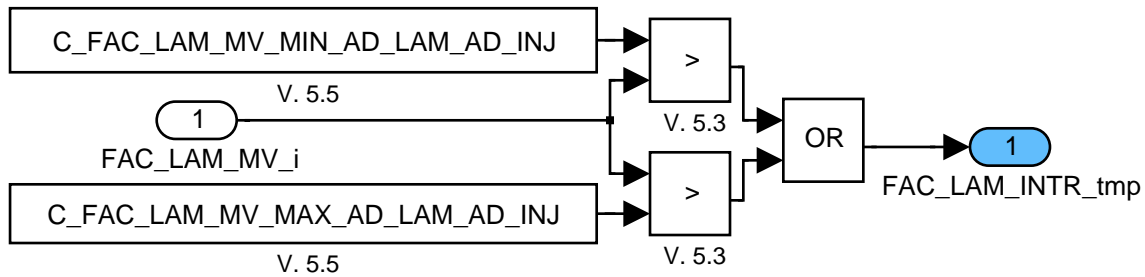 C_FAC_LAM_MV_MIN_AD_LAM_AD_INJ
>
V. 5.5
V. 5.3
1
FAC_LAM_MV_i
OR
1
FAC_LAM_INTR_tmp
C_FAC_LAM_MV_MAX_AD_LAM_AD_INJ
>
V. 5.5
V. 5.3